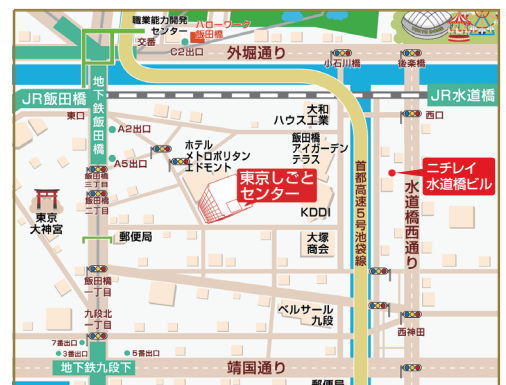 職業能力開発
センター
ハローワーク
飯田橋
交番
C2出口
外堀通り
小石川橋
後楽橋
JR飯田橋
東口
地下鉄飯田橋
JR水道橋
西口
大和
ハウス工業
A2出口
ホテル
メトロポリタン
エドモント
飯田橋
アイガーデン
テラス
A5出口
飯田橋
三丁目
飯田橋
二丁目
東京しごと
センター
ニチレイ
水道橋ビル
首都高速5号池袋線
水道橋西通り
東京
大神宮
KDDI
郵便局
大塚
商会
飯田橋
一丁目
九段北
一丁目
ベルサール
九段
西神田
7番出口
3番出口
5番出口
地下鉄九段下
靖国通り
郵便局